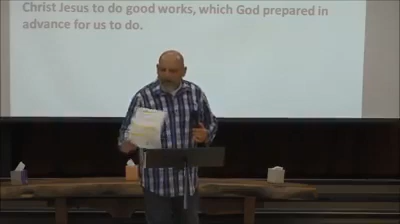 Christ Jesus to do good works, which God prepared in
advance for us to do.